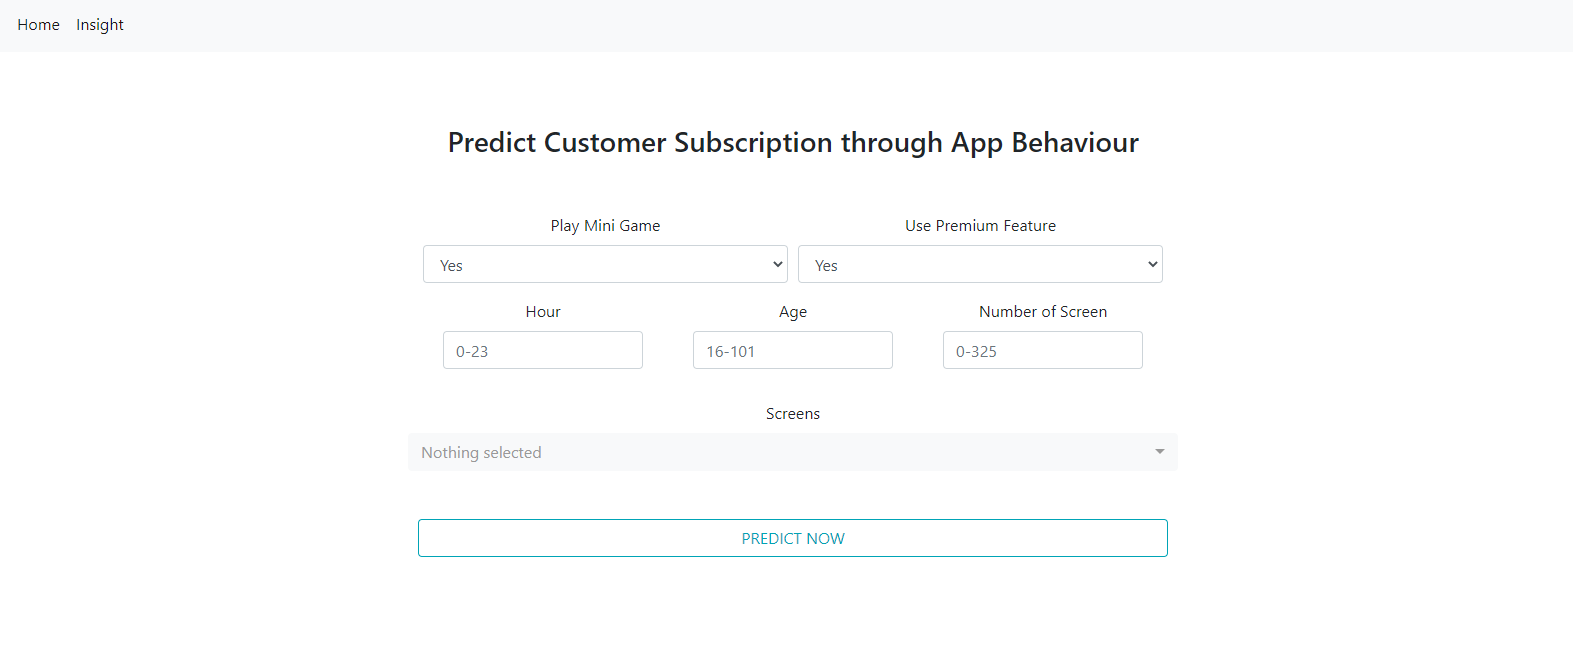 Home Insight
Predict Customer Subscription through App Behaviour
Play Mini Game Use Premium Feature
Yes Yes
Hour Age Number of Screen
0-23 16-101 0-325
Screens
Nothing selected
PREDICT NOW